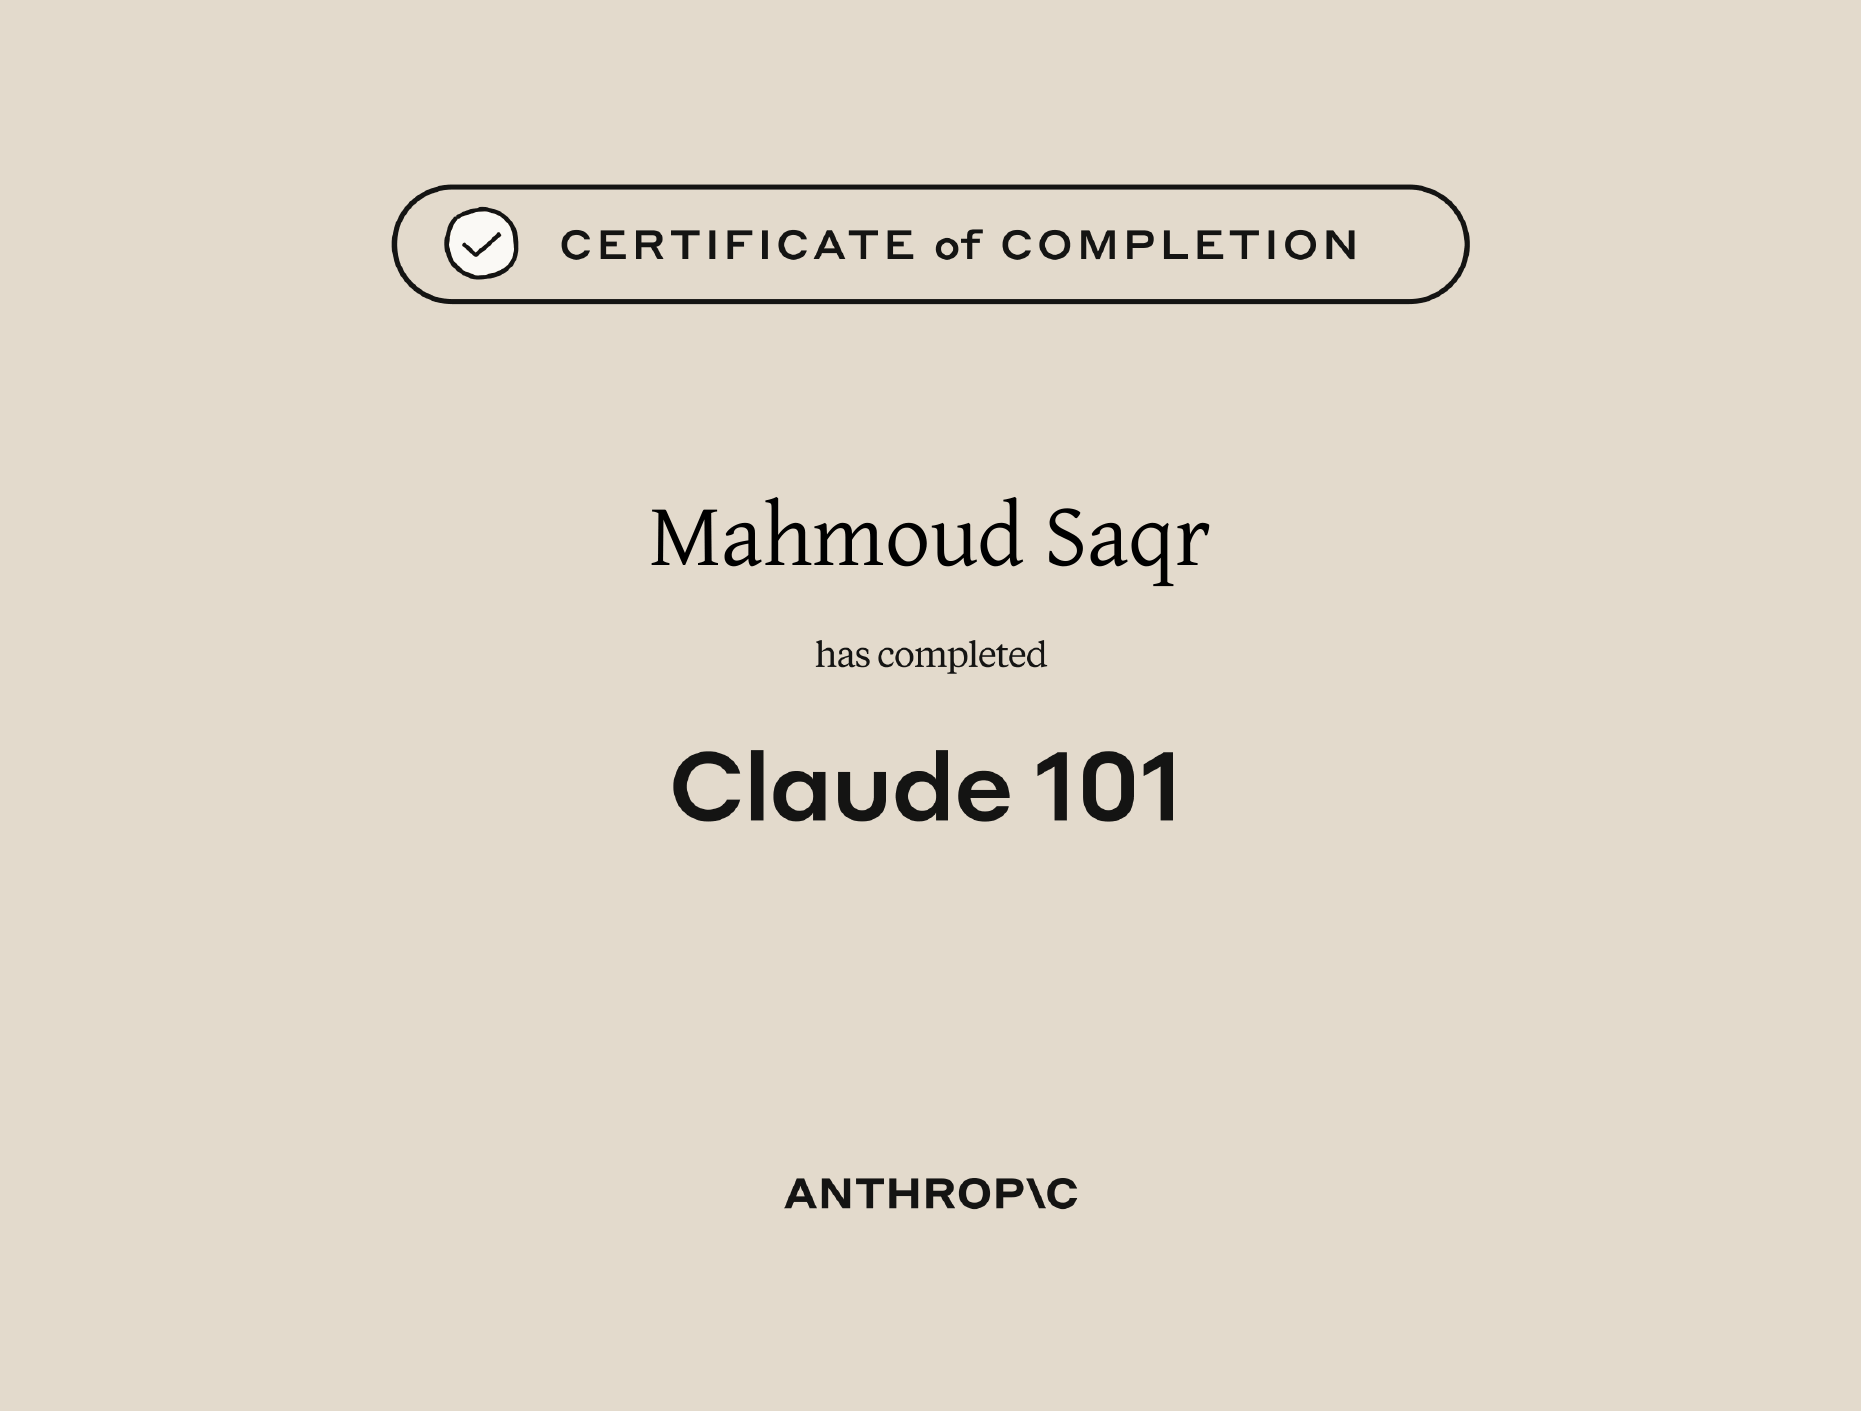 CERTIFICATE of COMPLETION
Mahmoud Saqr
has completed
Claude 101
ANTHROP\C